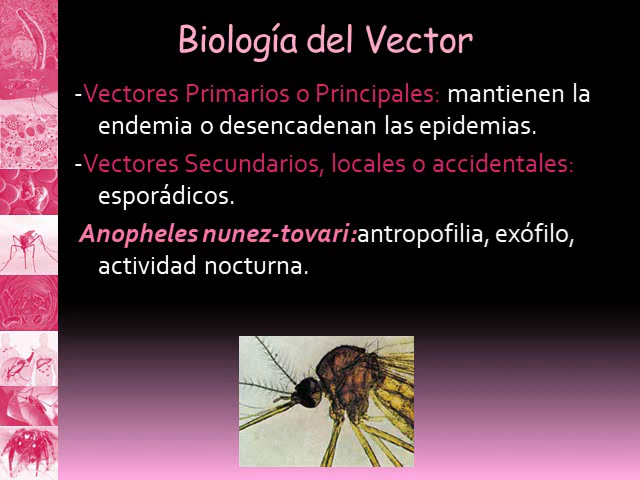 Biología del Vector
-Vectores Primarios o Principales: mantienen la
endemia o desencadenan las epidemias.
-Vectores Secundarios, locales o accidentales:
esporádicos.
Anopheles nunez-tovari:antropofilia, exófilo,
actividad nocturna.